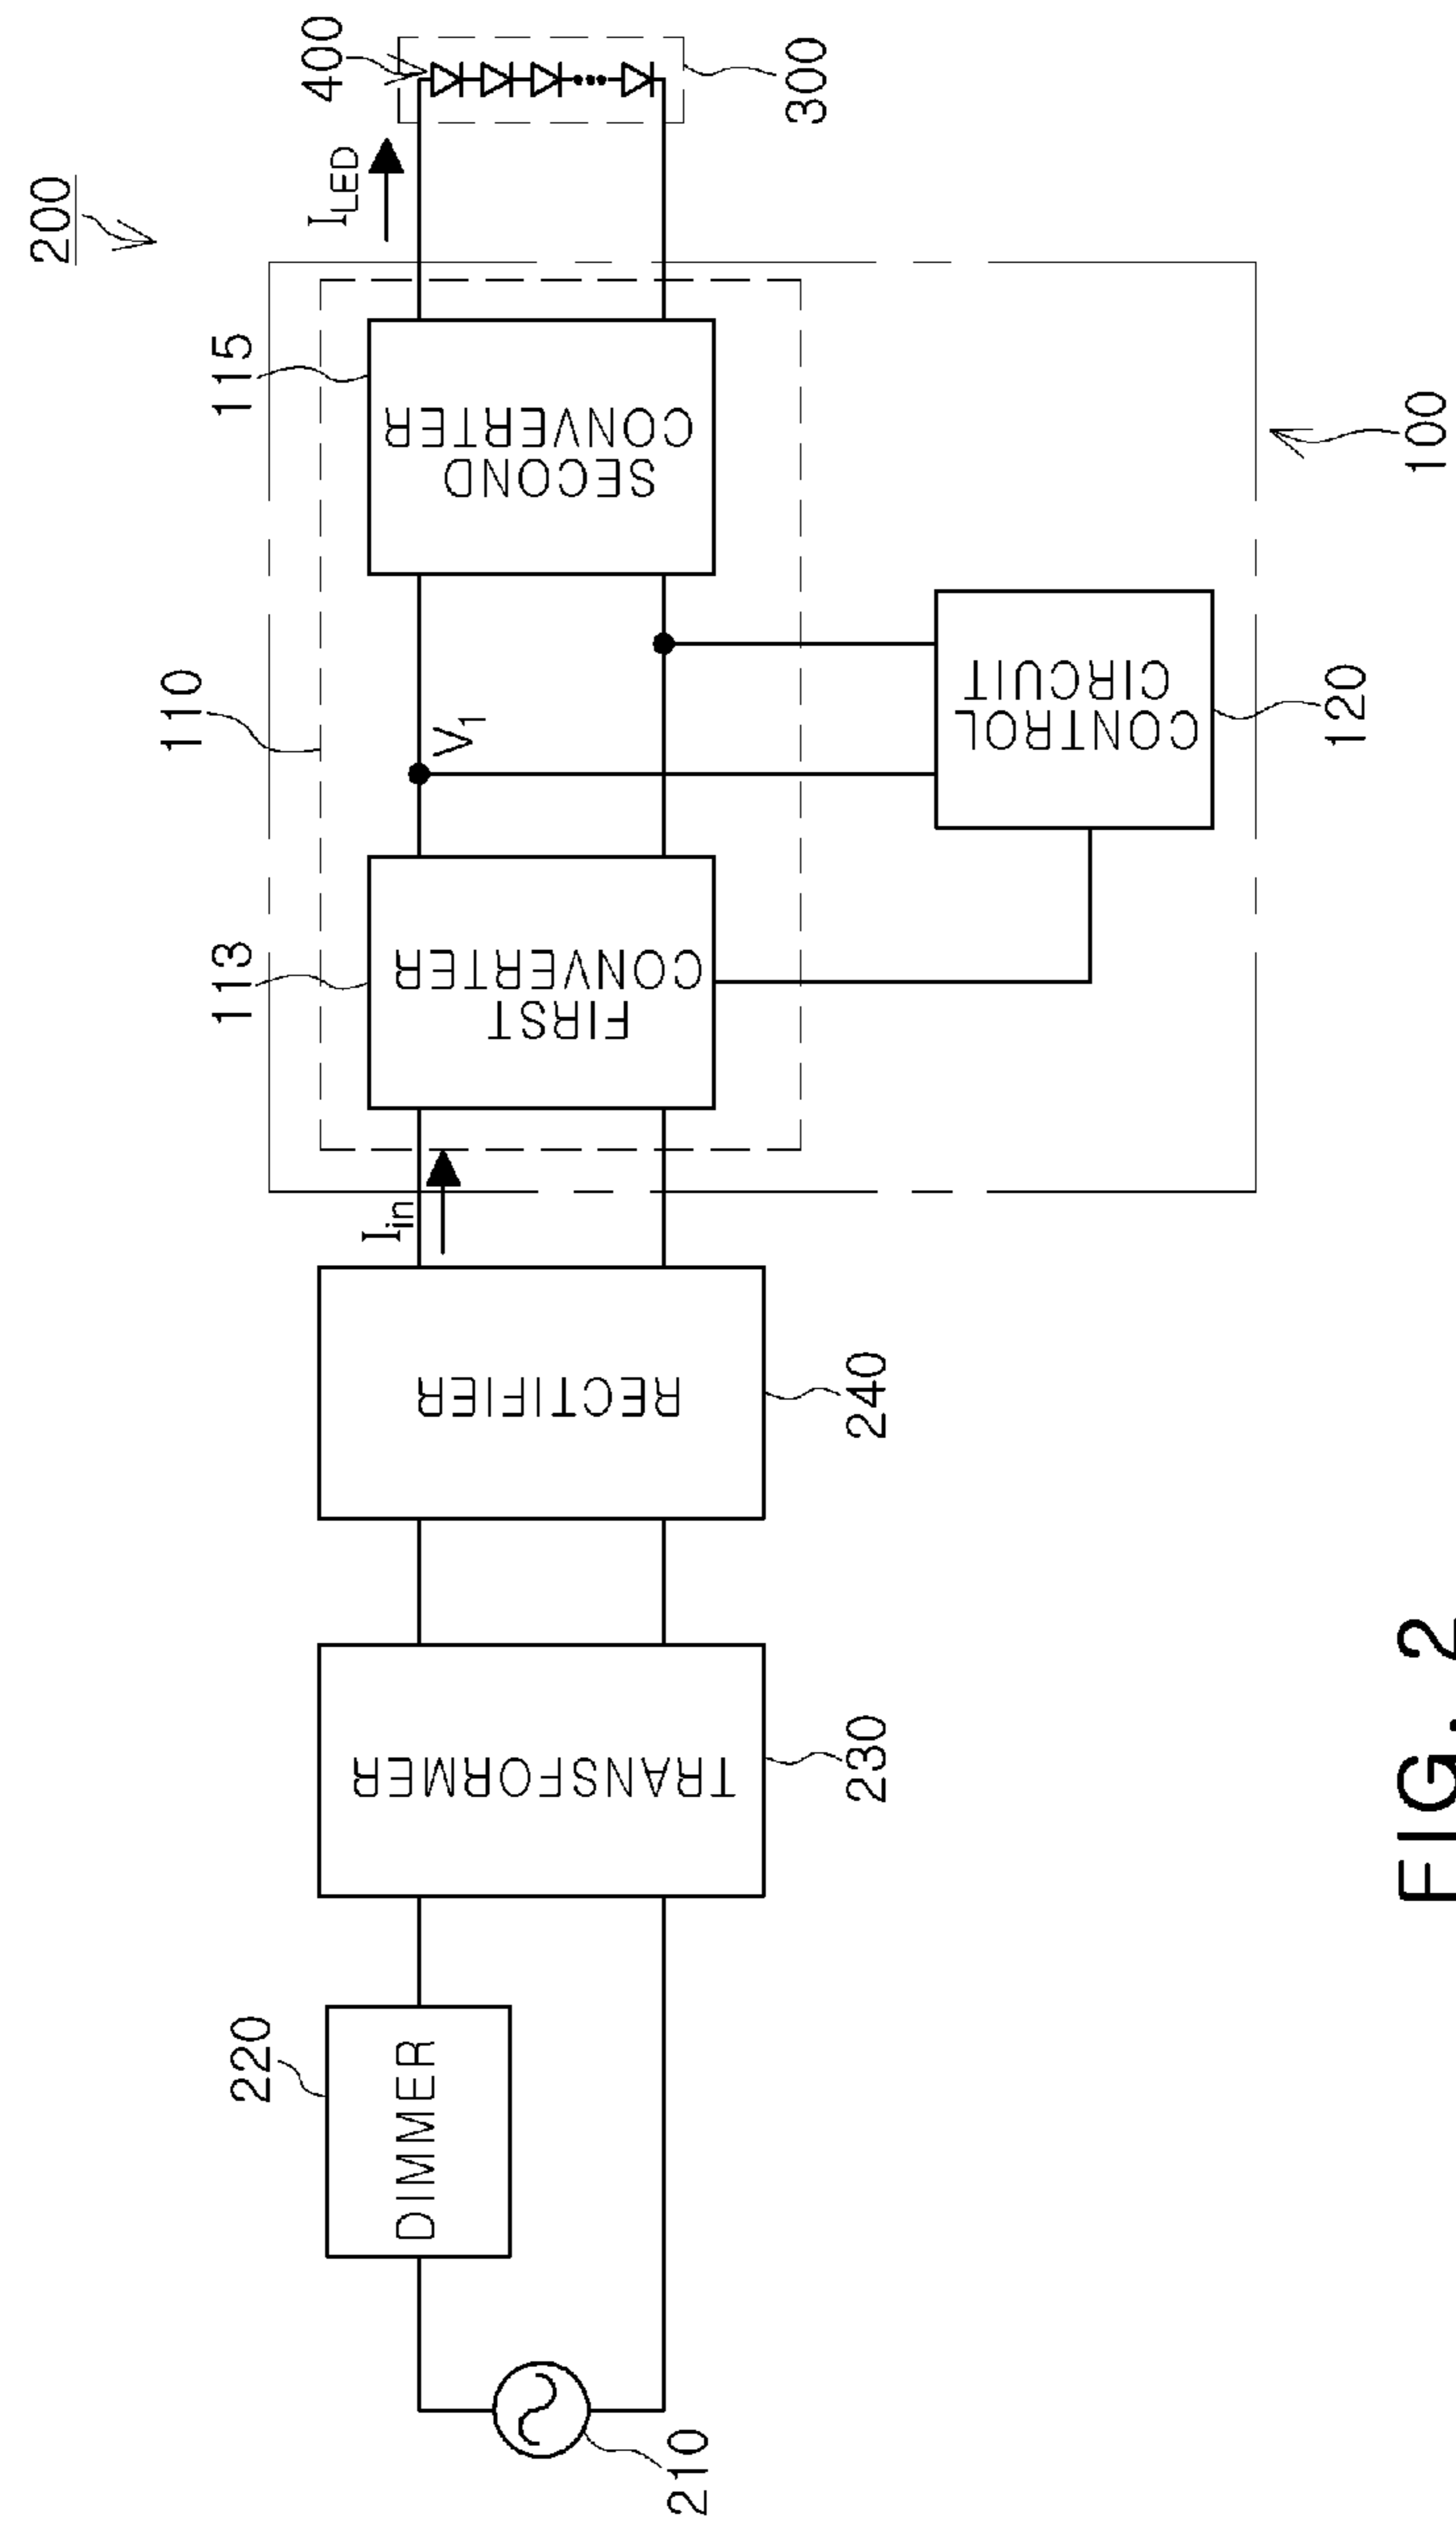 200
110
113
115
I_LED
400
300
220
DIMMER
TRANSFORMER
RECTIFIER
I_in
FIRST
CONVERTER
V_1
SECOND
CONVERTER
210
230
240
CONTROL
CIRCUIT
120
100
FIG. 2